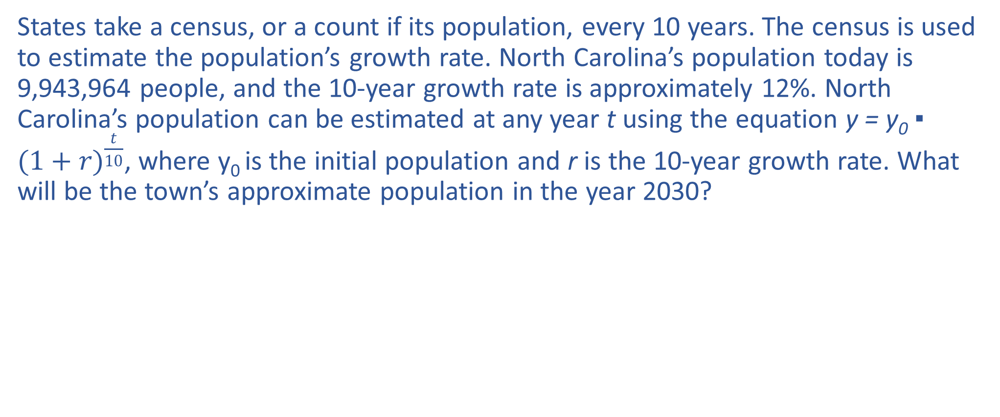 States take a census, or a count if its population, every 10 years. The census is used
to estimate the population’s growth rate. North Carolina’s population today is
9,943,964 people, and the 10-year growth rate is approximately 12%. North
Carolina’s population can be estimated at any year t using the equation y = y₀ ▪
(1 + r)^(t/10), where y₀ is the initial population and r is the 10-year growth rate. What
will be the town’s approximate population in the year 2030?